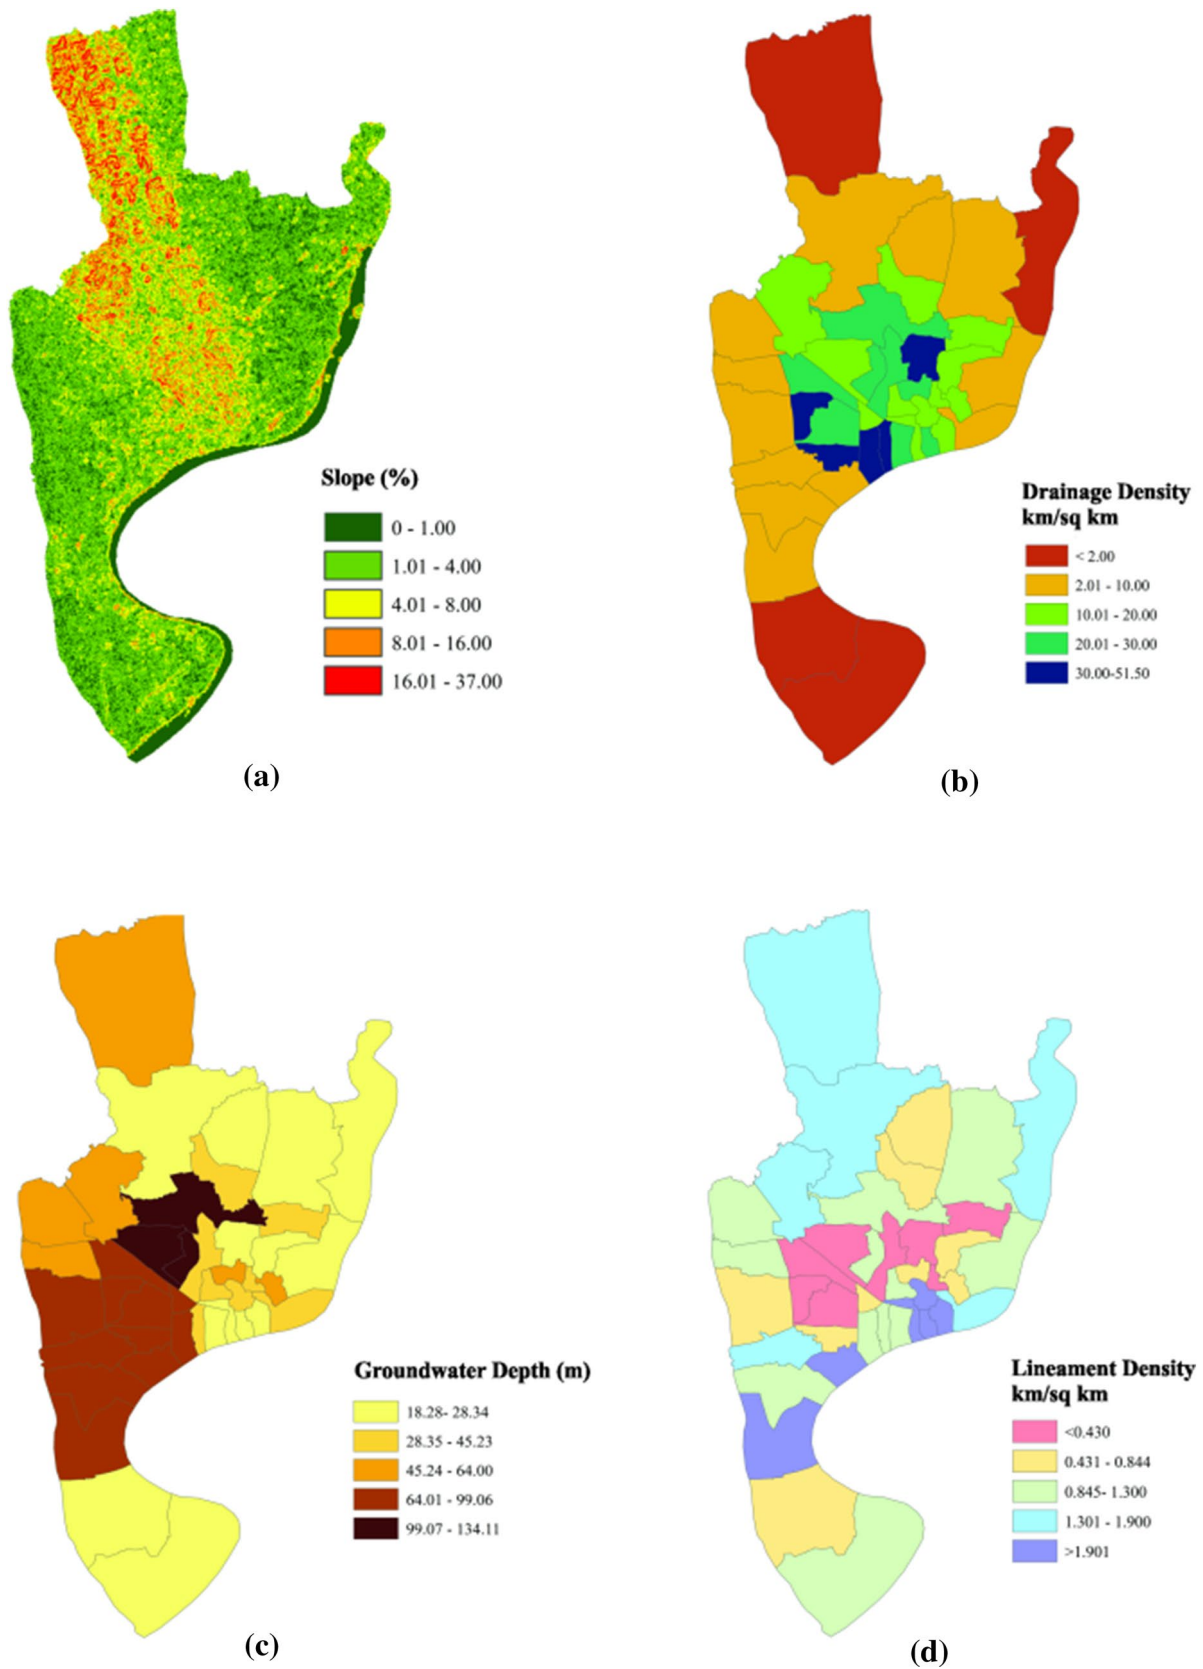 Slope (%)
0 - 1.00
1.01 - 4.00
4.01 - 8.00
8.01 - 16.00
16.01 - 37.00
(a)
Drainage Density
km/sq km
< 2.00
2.01 - 10.00
10.01 - 20.00
20.01 - 30.00
30.00-51.50
(b)
Groundwater Depth (m)
18.28- 28.34
28.35 - 45.23
45.24 - 64.00
64.01 - 99.06
99.07 - 134.11
(c)
Lineament Density
km/sq km
<0.430
0.431 - 0.844
0.845- 1.300
1.301 - 1.900
>1.901
(d)